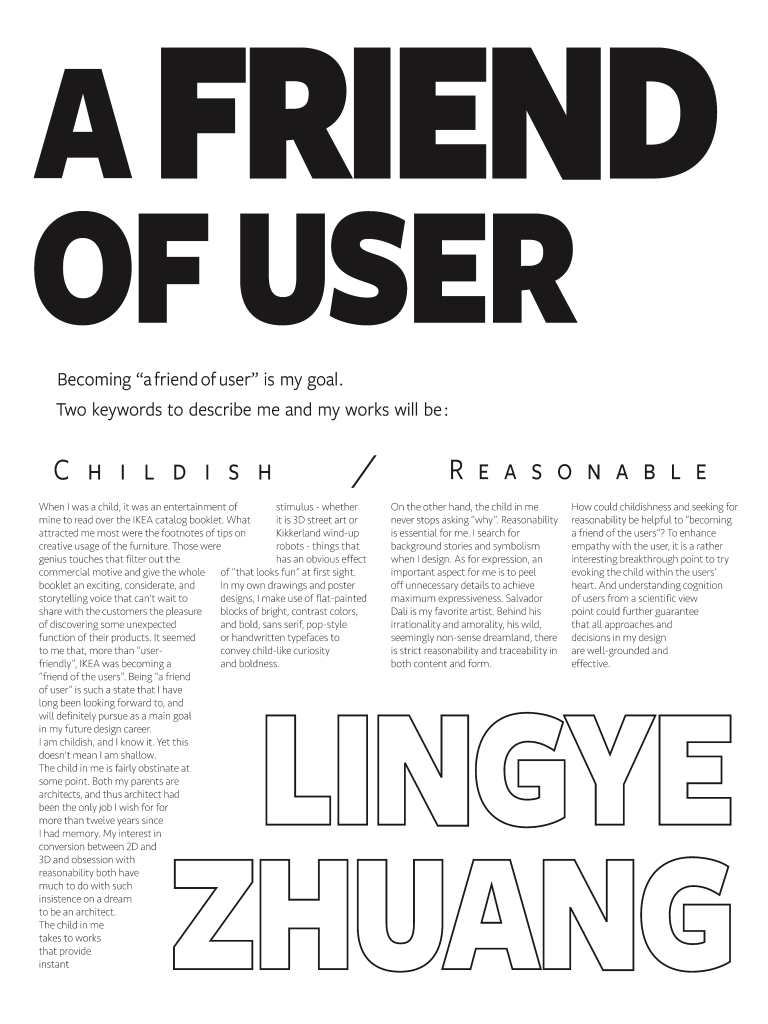 A FRIEND
OF USER
Becoming “a friend of user” is my goal.
Two keywords to describe me and my works will be:
CHILDISH / REASONABLE
When I was a child, it was an entertainment of
mine to read over the IKEA catalog booklet. What
attracted me most were the footnotes of tips on
creative usage of the furniture. Those were
genius touches that filter out the
commercial motive and give the whole
booklet an exciting, considerate, and
storytelling voice that can't wait to
share with the customers the pleasure
of discovering some unexpected
function of their products. It seemed
to me that, more than “user-
friendly”, IKEA was becoming a
“friend of the users”. Being “a friend
of user” is such a state that I have
long been looking forward to, and
will definitely pursue as a main goal
in my future design career.
I am childish, and I know it. Yet this
doesn't mean I am shallow.
The child in me is fairly obstinate at
some point. Both my parents are
architects, and thus architect had
been the only job I wish for for
more than twelve years since
I had memory. My interest in
conversion between 2D and
3D and obsession with
reasonability both have
much to do with such
insistence on a dream
to be an architect.
The child in me
takes to works
that provide
instant
stimulus - whether
it is 3D street art or
Kikkerland wind-up
robots - things that
has an obvious effect
of “that looks fun” at first sight.
In my own drawings and poster
designs, I make use of flat-painted
blocks of bright, contrast colors,
and bold, sans serif, pop-style
or handwritten typefaces to
convey child-like curiosity
and boldness.
On the other hand, the child in me
never stops asking “why”. Reasonability
is essential for me. I search for
background stories and symbolism
when I design. As for expression, an
important aspect for me is to peel
off unnecessary details to achieve
maximum expressiveness. Salvador
Dali is my favorite artist. Behind his
irrationality and amorality, his wild,
seemingly non-sense dreamland, there
is strict reasonability and traceability in
both content and form.
How could childishness and seeking for
reasonability be helpful to “becoming
a friend of the users”? To enhance
empathy with the user, it is a rather
interesting breakthrough point to try
evoking the child within the users'
heart. And understanding cognition
of users from a scientific view
point could further guarantee
that all approaches and
decisions in my design
are well-grounded and
effective.
LINGYE
ZHUANG